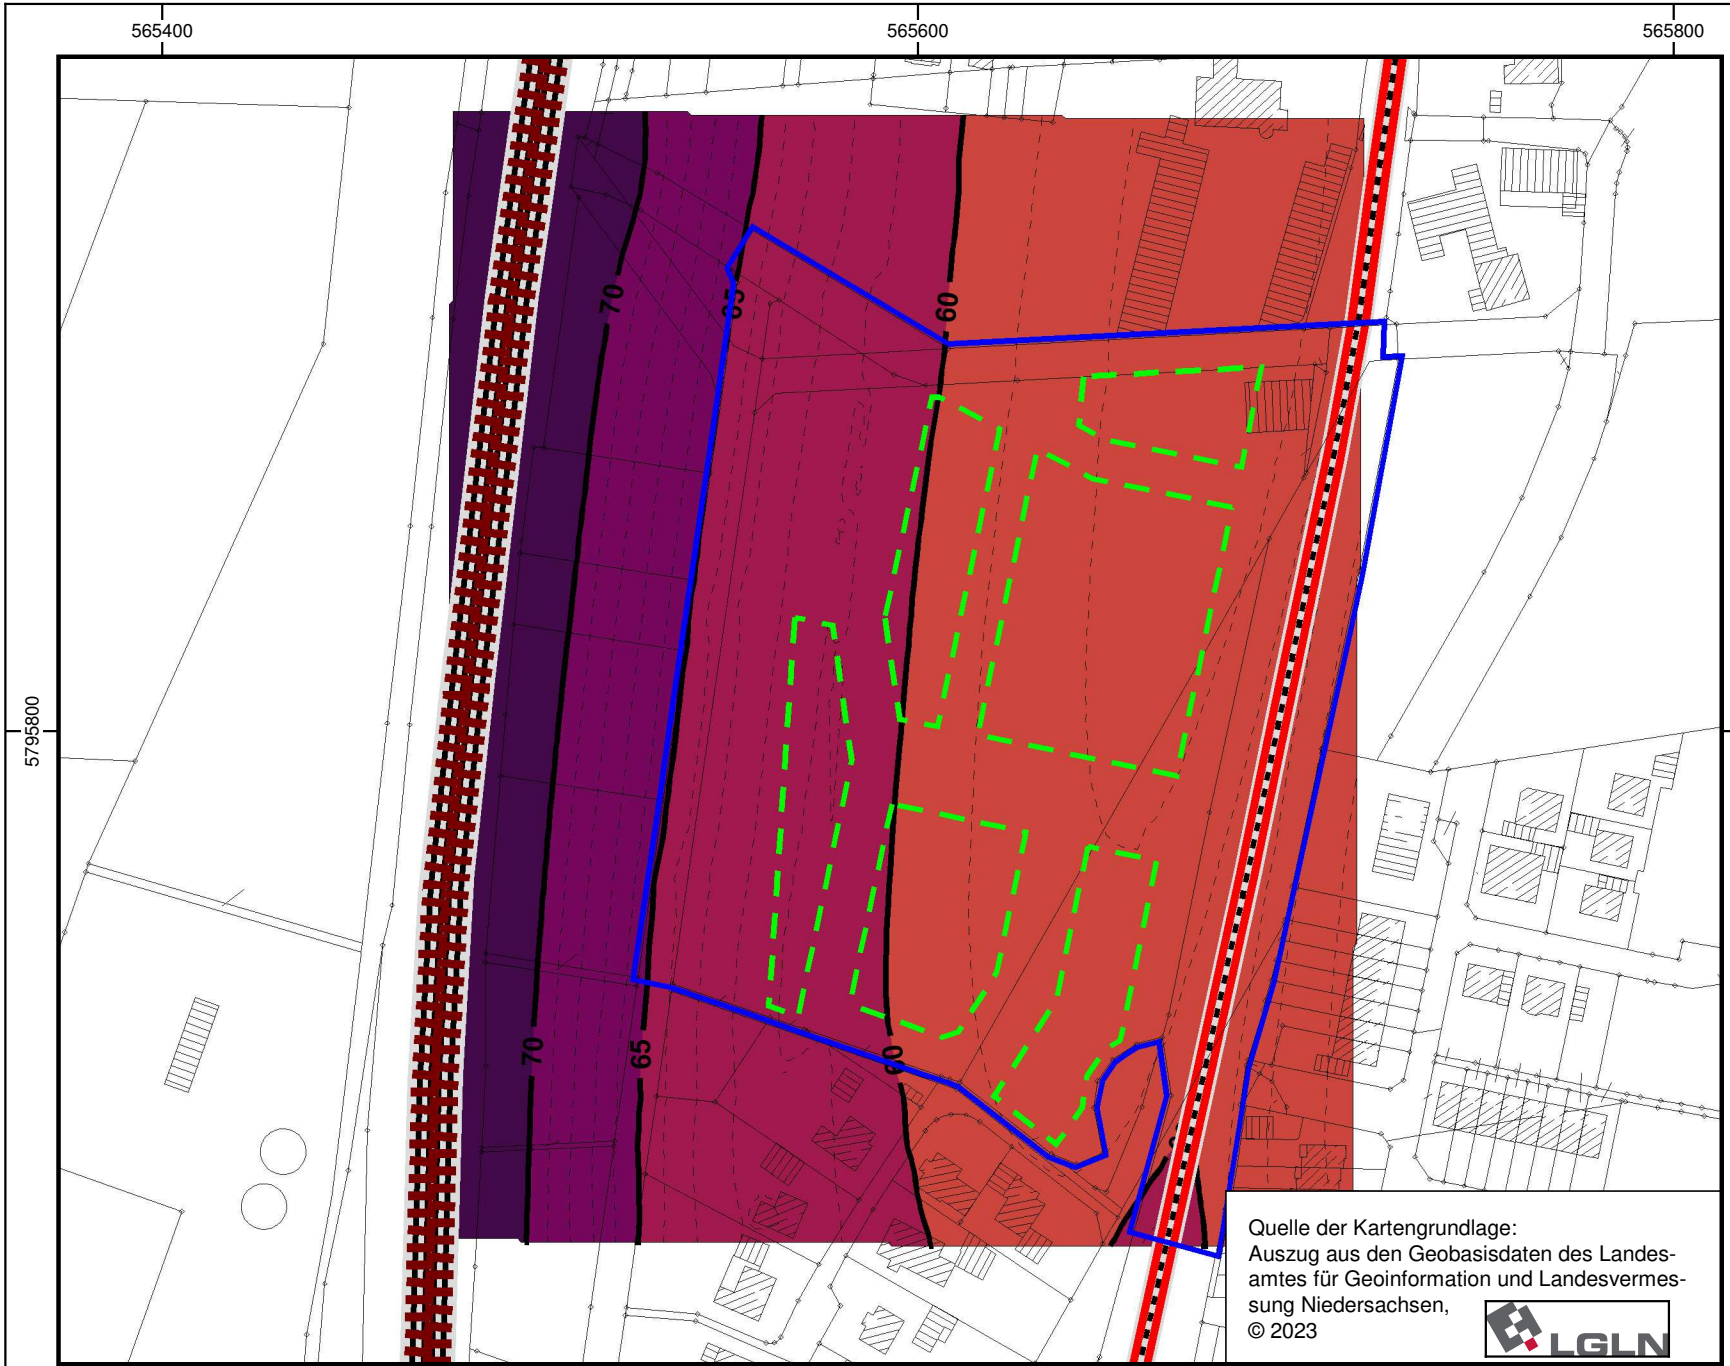 565400
565600
565800
5795800
70
65
60
70
65
60
Quelle der Kartengrundlage:
Auszug aus den Geobasisdaten des Landes-
amtes für Geoinformation und Landesvermes-
sung Niedersachsen,
© 2023
LGLN